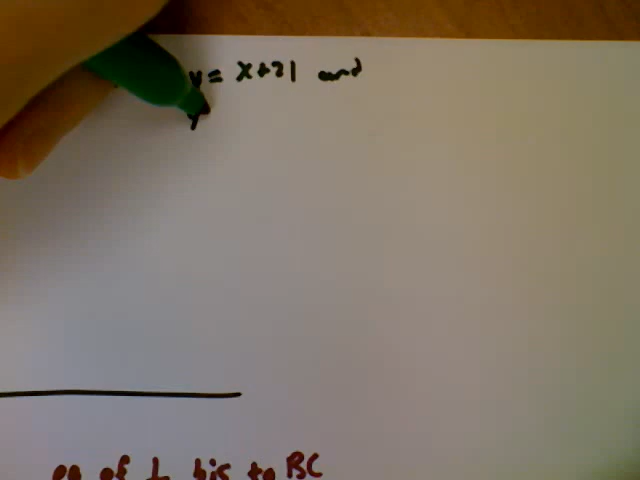 y = x+21 and
y
eq of ⊥ bis to BC